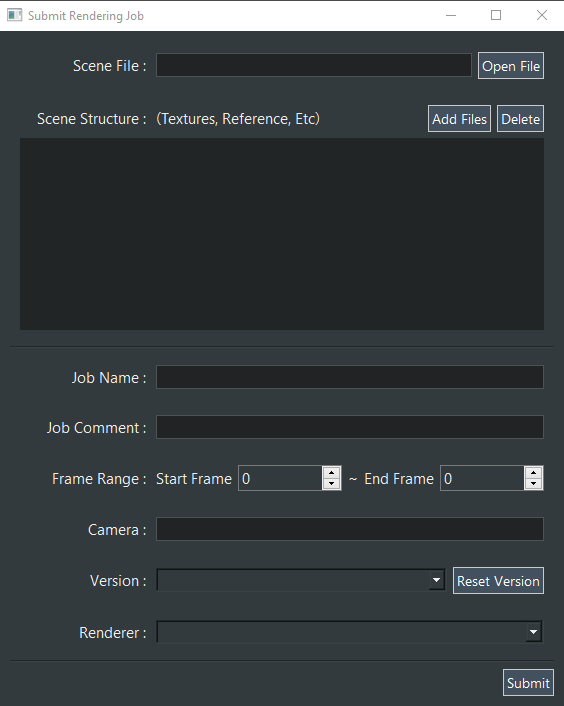 Submit Rendering Job
Scene File : Open File
Scene Structure : (Textures, Reference, Etc) Add Files Delete
Job Name :
Job Comment :
Frame Range : Start Frame 0 ~ End Frame 0
Camera :
Version : Reset Version
Renderer :
Submit